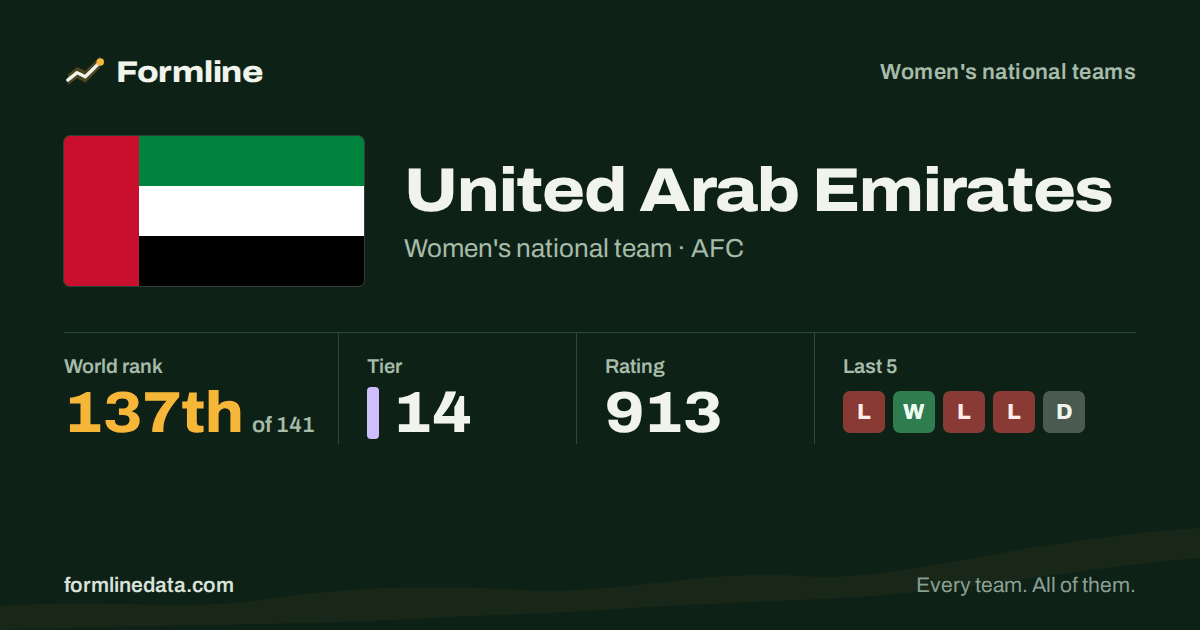 Formline
Women's national teams
United Arab Emirates
Women's national team · AFC
World rank
137th of 141
Tier
14
Rating
913
Last 5
L W L L D
formlinedata.com
Every team. All of them.